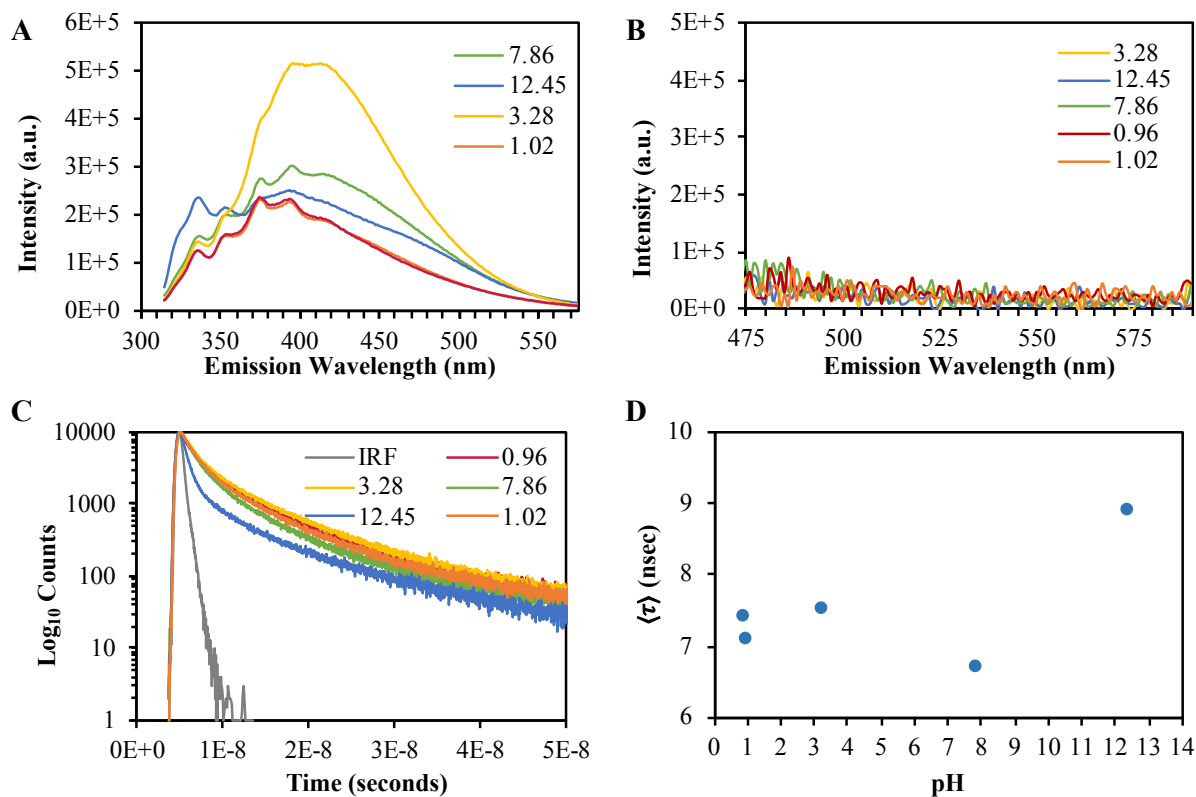 A
6E+5
5E+5
4E+5
3E+5
2E+5
1E+5
0E+0
Intensity (a.u.)
7.86
12.45
3.28
1.02
300 350 400 450 500 550
Emission Wavelength (nm)
B
5E+5
4E+5
3E+5
2E+5
1E+5
0E+0
Intensity (a.u.)
3.28
12.45
7.86
0.96
1.02
475 500 525 550 575
Emission Wavelength (nm)
C
10000
1000
100
10
1
Log10 Counts
IRF 0.96
3.28 7.86
12.45 1.02
0E+0 1E-8 2E-8 3E-8 4E-8 5E-8
Time (seconds)
D
10
9
8
7
6
⟨τ⟩ (nsec)
0 1 2 3 4 5 6 7 8 9 10 11 12 13 14
pH